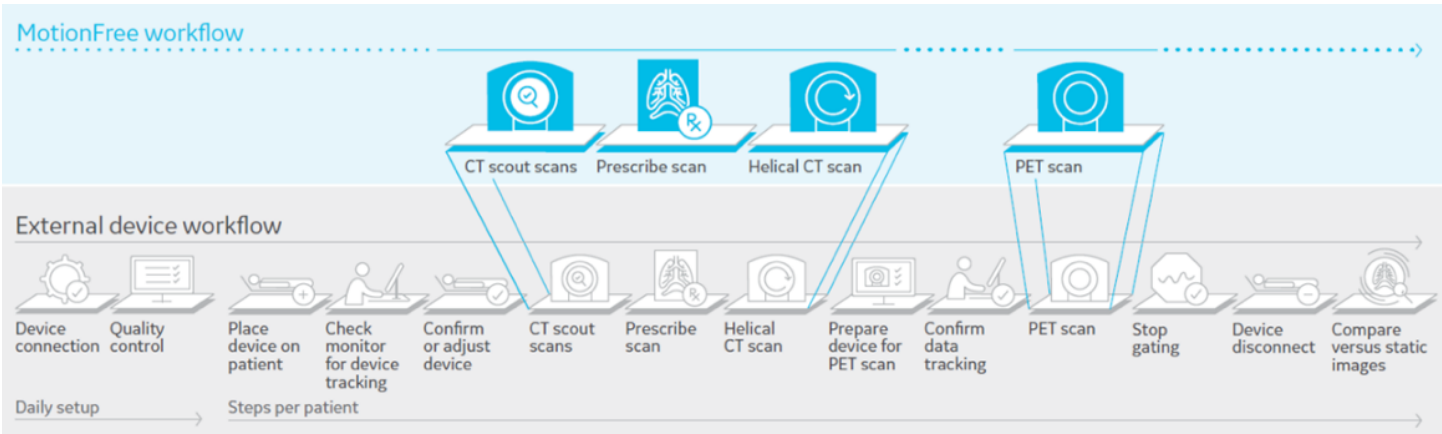 MotionFree workflow
Rx
CT scout scans
Prescribe scan
Helical CT scan
PET scan
External device workflow
Rx
Device
connection
Quality
control
Place
device on
patient
Check
monitor
for device
tracking
Confirm
or adjust
device
CT scout
scans
Prescribe
scan
Helical
CT scan
Prepare
device for
PET scan
Confirm
data
tracking
PET scan
Stop
gating
Device
disconnect
Compare
versus static
images
Daily setup
Steps per patient